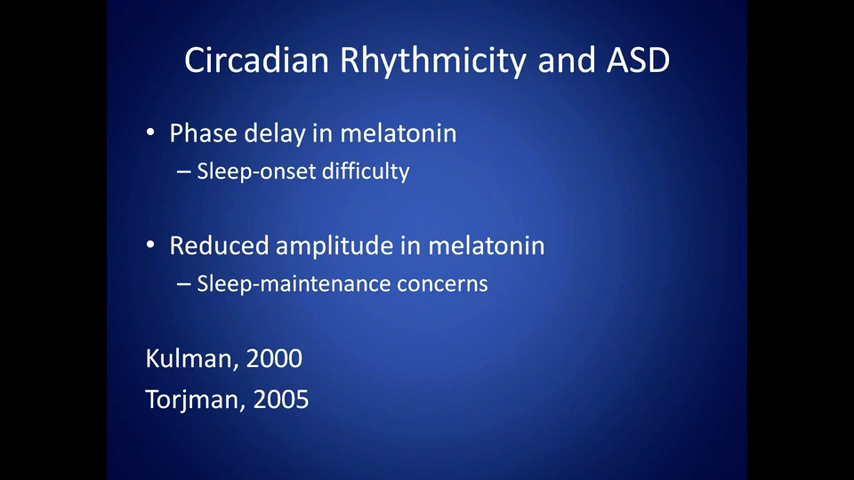 Circadian Rhythmicity and ASD
• Phase delay in melatonin
– Sleep-onset difficulty
• Reduced amplitude in melatonin
– Sleep-maintenance concerns
Kulman, 2000
Torjman, 2005